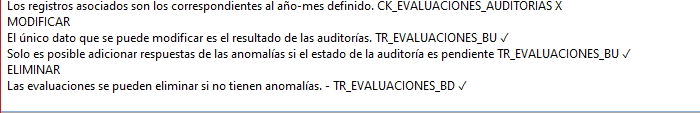 Los registros asociados son los correspondientes al año-mes definido. CK_EVALUACIONES_AUDITORIAS X
MODIFICAR
El único dato que se puede modificar es el resultado de las auditorías. TR_EVALUACIONES_BU ✓
Solo es posible adicionar respuestas de las anomalías si el estado de la auditoría es pendiente TR_EVALUACIONES_BU ✓
ELIMINAR
Las evaluaciones se pueden eliminar si no tienen anomalías. - TR_EVALUACIONES_BD ✓